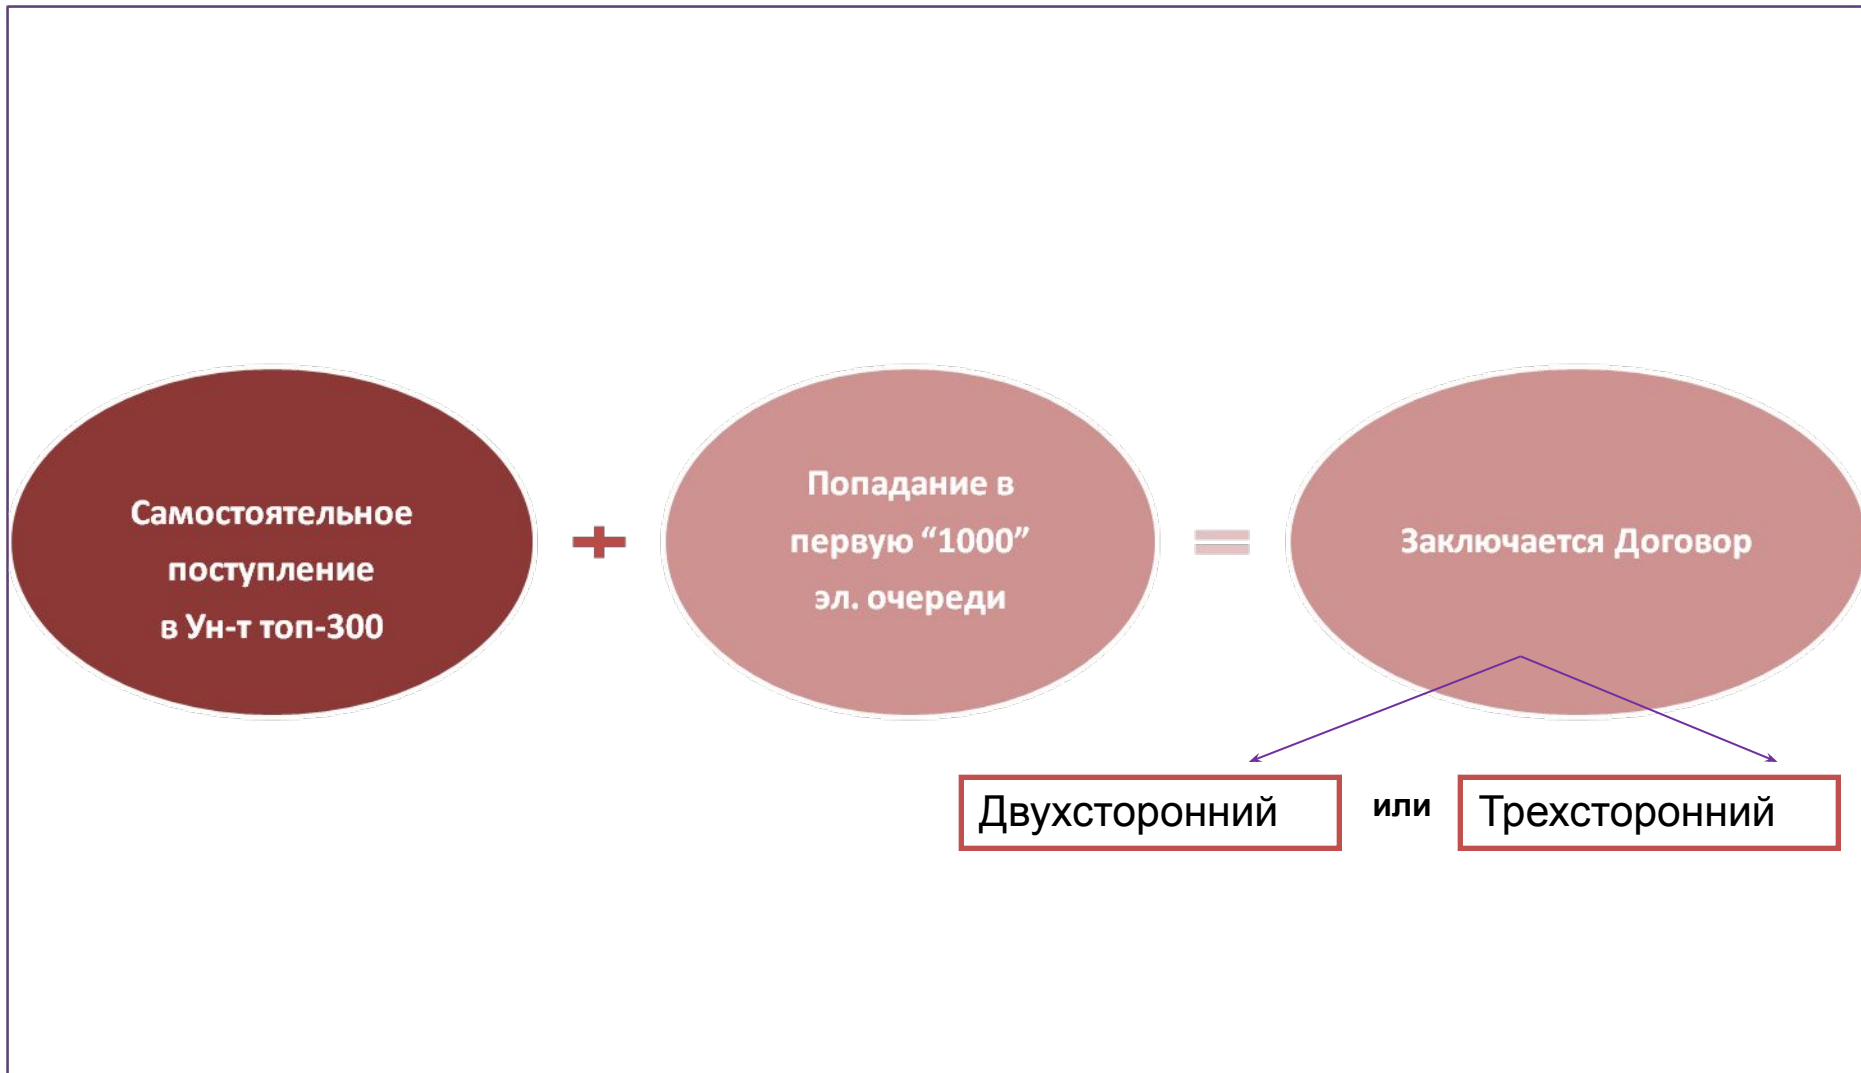 Самостоятельное
поступление
в Ун-т топ-300
+
Попадание в
первую “1000”
эл. очереди
=
Заключается Договор
Двухсторонний
или
Трехсторонний